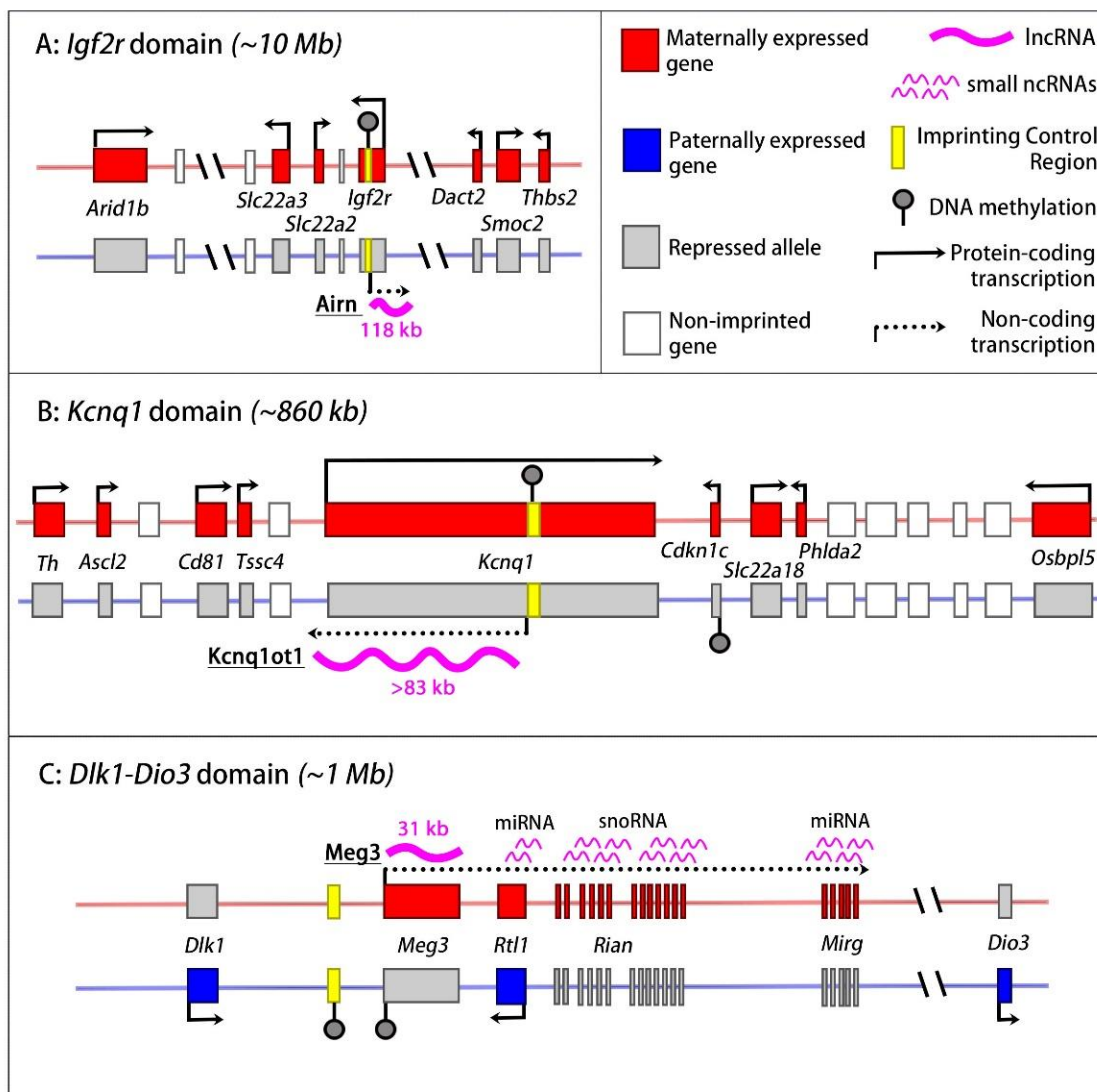 A: Igf2r domain (~10 Mb)
Arid1b
Slc22a3
Igf2r
Dact2
Thbs2
Slc22a2
Smoc2
Airn
118 kb
Maternally expressed
gene
Paternally expressed
gene
Repressed allele
Non-imprinted
gene
lncRNA
small ncRNAs
Imprinting Control
Region
DNA methylation
Protein-coding
transcription
Non-coding
transcription
B: Kcnq1 domain (~860 kb)
Th
Ascl2
Cd81
Tssc4
Kcnq1
Cdkn1c
Slc22a18
Phlda2
Osbpl5
Kcnq1ot1
>83 kb
C: Dlk1-Dio3 domain (~1 Mb)
31 kb
miRNA
snoRNA
miRNA
Meg3
Dlk1
Meg3
Rtl1
Rian
Mirg
Dio3